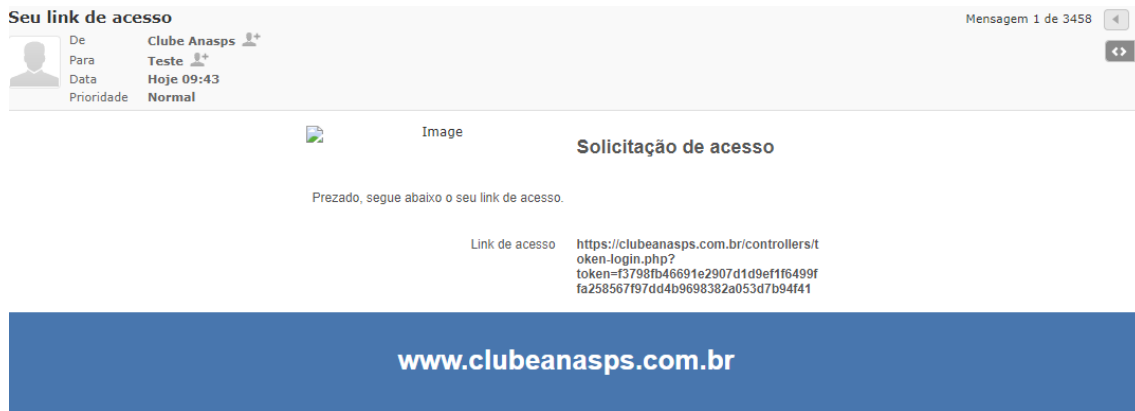 Seu link de acesso
Mensagem 1 de 3458
De Clube Anasps
Para Teste
Data Hoje 09:43
Prioridade Normal
Image
Solicitação de acesso
Prezado, segue abaixo o seu link de acesso.
Link de acesso https://clubeanasps.com.br/controllers/t
oken-login.php?
token=f3798fb46691e2907d1d9ef1f6499f
fa258567f97dd4b9698382a053d7b94f41
www.clubeanasps.com.br